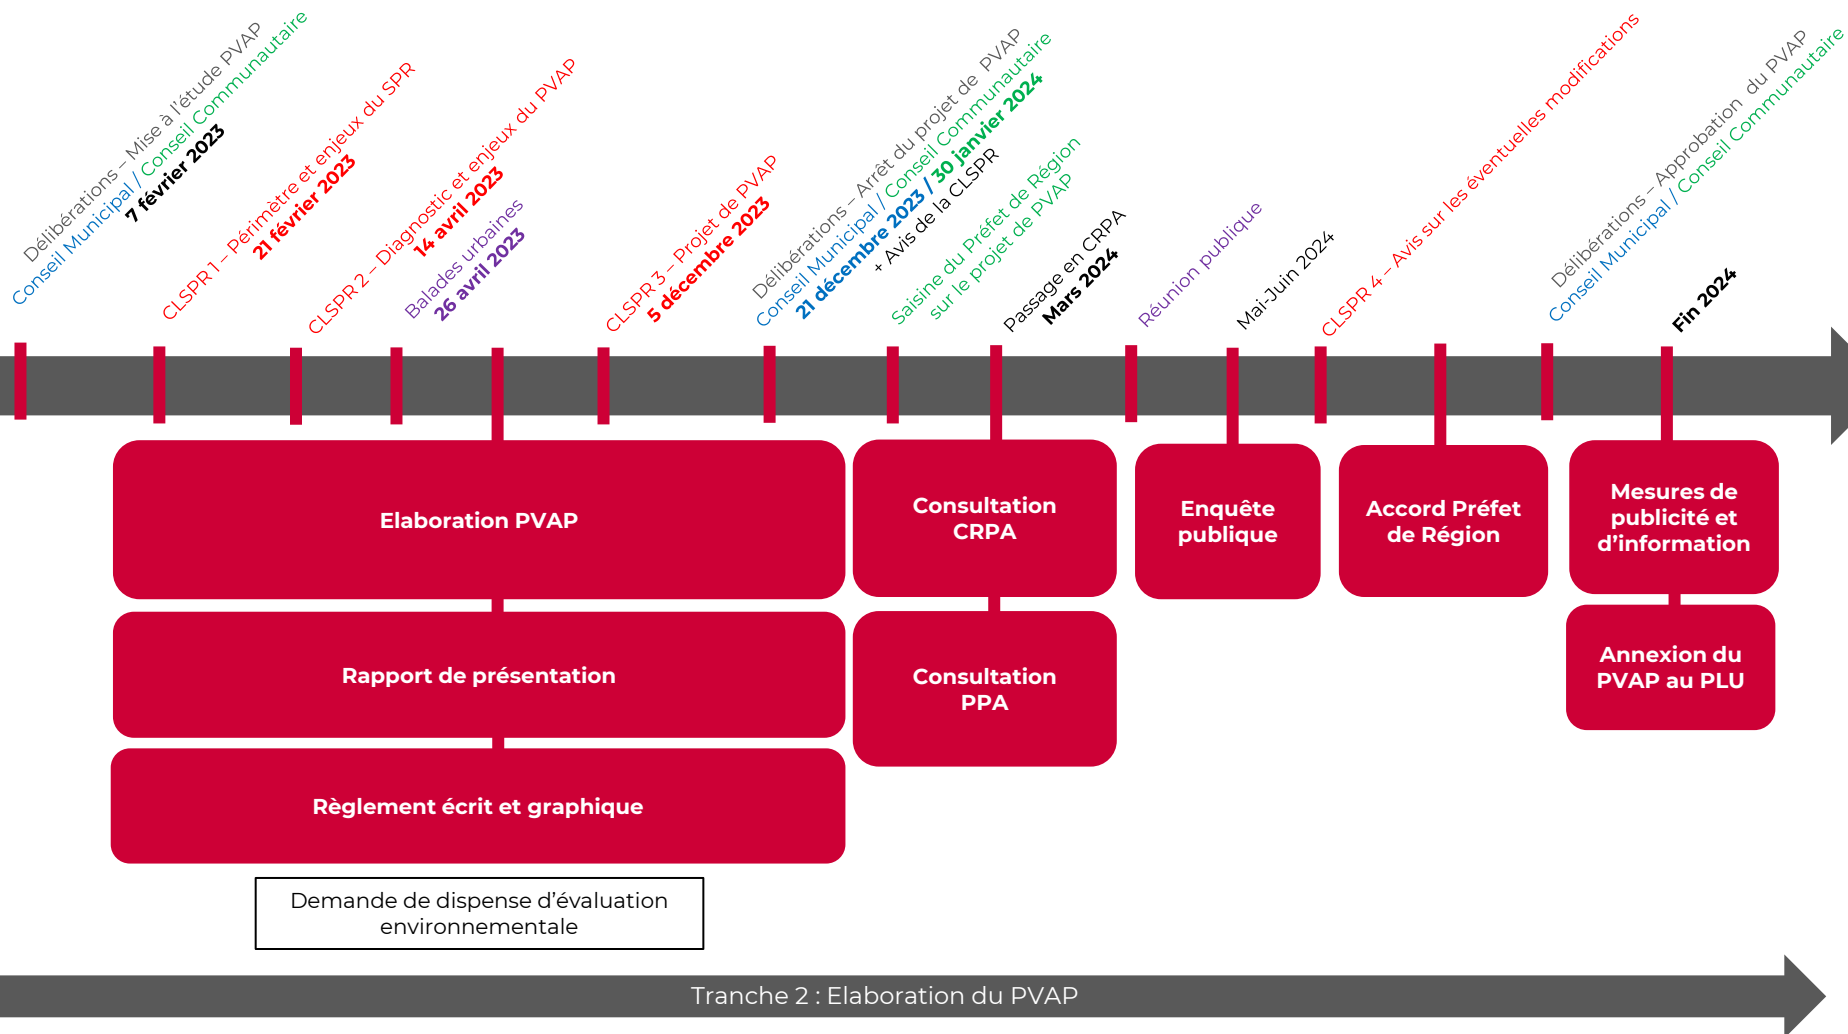 Délibérations – Mise à l'étude PVAP
Conseil Municipal / Conseil Communautaire
7 février 2023
CLSPR 1 – Périmètre et enjeux du SPR
21 février 2023
CLSPR 2 – Diagnostic et enjeux du PVAP
14 avril 2023
Balades urbaines
26 avril 2023
CLSPR 3 – Projet de PVAP
5 décembre 2023
Délibérations – Arrêt du projet de PVAP
Conseil Municipal / Conseil Communautaire
21 décembre 2023 / 30 janvier 2024
+ Avis de la CLSPR
Saisine du Préfet de Région
sur le projet de PVAP
Passage en CRPA
Mars 2024
Réunion publique
Mai-Juin 2024
CLSPR 4 – Avis sur les éventuelles modifications
Délibérations – Approbation du PVAP
Conseil Municipal / Conseil Communautaire
Fin 2024
Elaboration PVAP
Rapport de présentation
Règlement écrit et graphique
Consultation
CRPA
Consultation
PPA
Enquête
publique
Accord Préfet
de Région
Mesures de
publicité et
d'information
Annexion du
PVAP au PLU
Demande de dispense d'évaluation
environnementale
Tranche 2 : Elaboration du PVAP